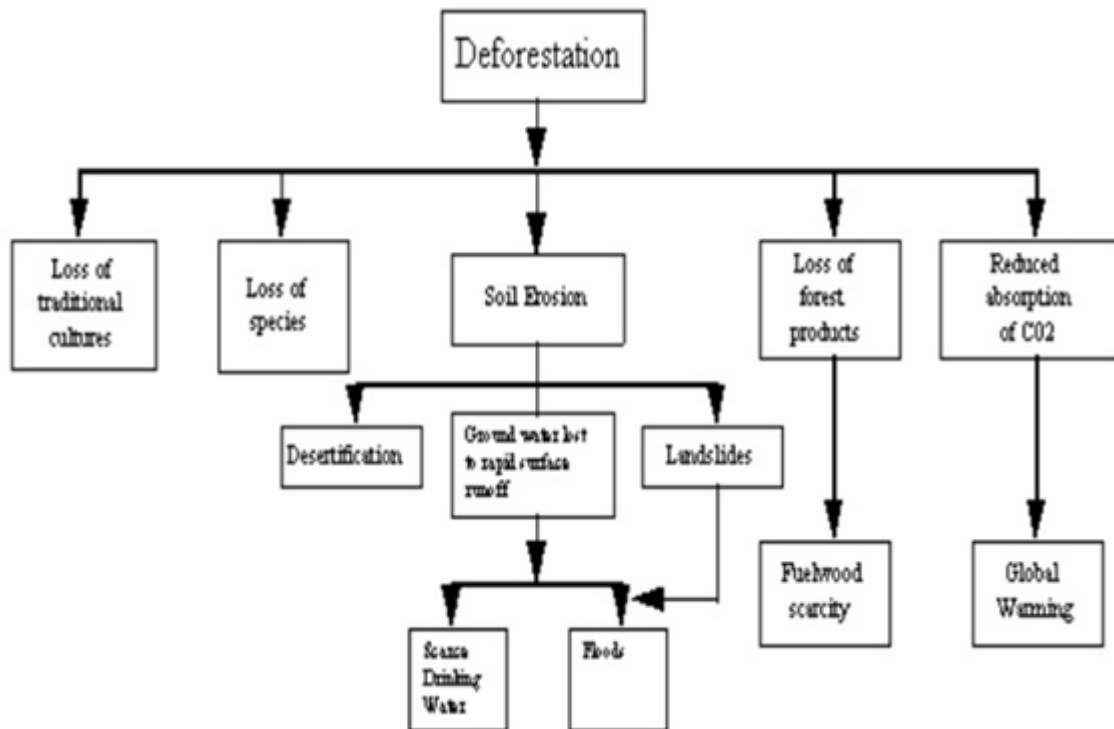 Deforestation
Loss of
traditional
cultures
Loss of
species
Soil Erosion
Loss of
forest
products
Reduced
absorption
of C02
Desertification
Ground water lost
to rapid surface
runoff
Landslides
Fuelwood
scarcity
Global
Warming
Scarce
Drinking
Water
Floods